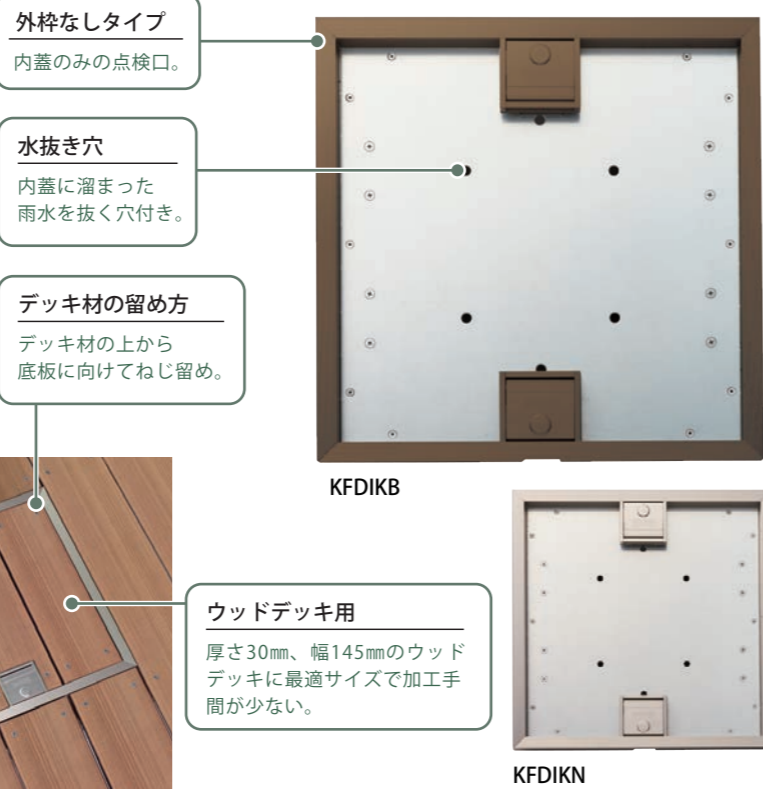 外枠なしタイプ
内蓋のみの点検口。
水抜き穴
内蓋に溜まった
雨水を抜く穴付き。
デッキ材の留め方
デッキ材の上から
底板に向けてねじ留め。
KFDIKB
ウッドデッキ用
厚さ30㎜、幅145㎜のウッド
デッキに最適サイズで加工手
間が少ない。
KFDIKN